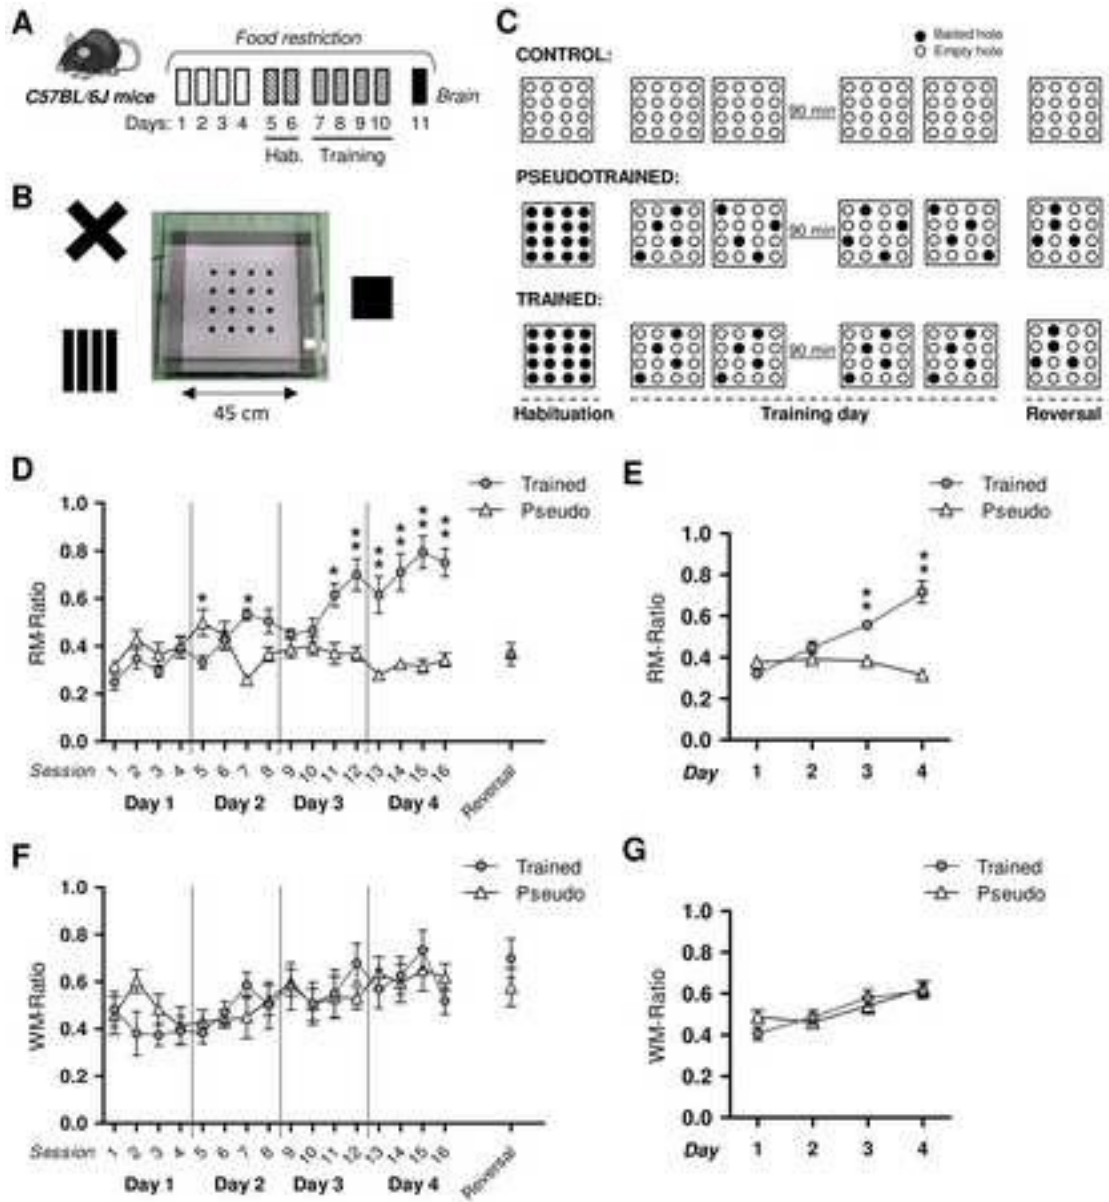 A
Food restriction
C57BL/6J mice
Brain
Days: 1 2 3 4 5 6 7 8 9 10 11
Hab. Training
B
45 cm
C
Baited hole
Empty hole
CONTROL:
90 min
PSEUDOTRAINED:
90 min
TRAINED:
90 min
Habituation Training day Reversal
D
Trained
Pseudo
1.0
0.8
0.6
0.4
0.2
0.0
RM-Ratio
* * * ** ** ** ** **
Session 1 2 3 4 5 6 7 8 9 10 11 12 13 14 15 16 Reversal
Day 1 Day 2 Day 3 Day 4
E
Trained
Pseudo
1.0
0.8
0.6
0.4
0.2
0.0
RM-Ratio
** **
Day 1 2 3 4
F
Trained
Pseudo
1.0
0.8
0.6
0.4
0.2
0.0
WM-Ratio
Session 1 2 3 4 5 6 7 8 9 10 11 12 13 14 15 16 Reversal
Day 1 Day 2 Day 3 Day 4
G
Trained
Pseudo
1.0
0.8
0.6
0.4
0.2
0.0
WM-Ratio
Day 1 2 3 4